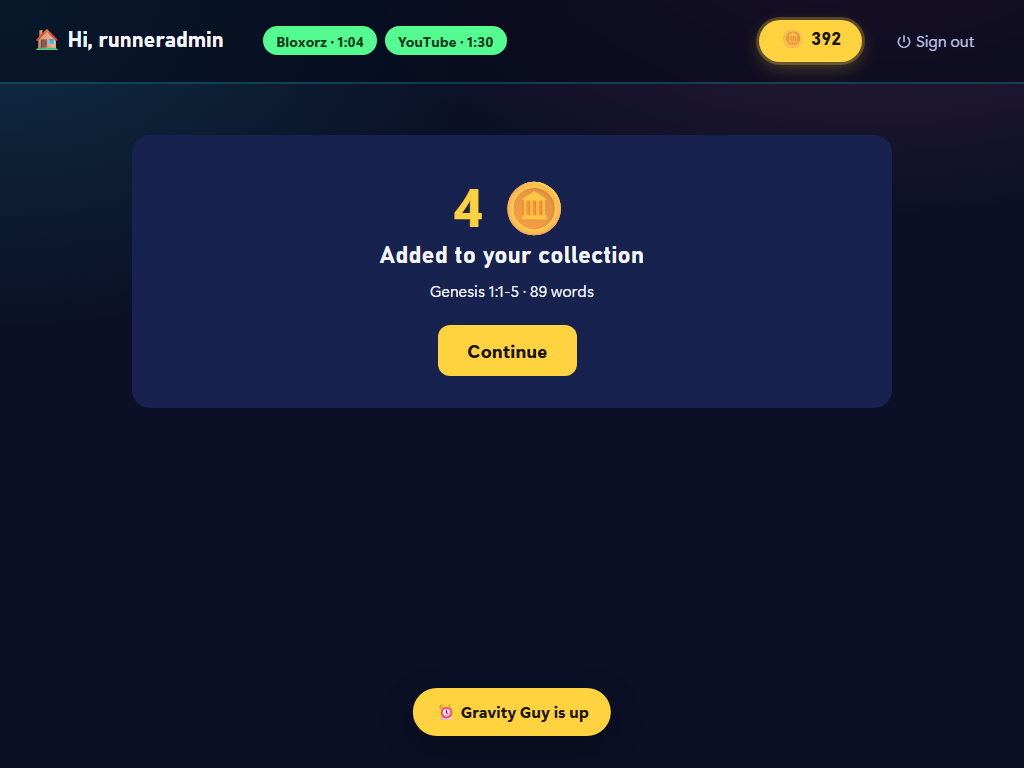 Hi, runneradmin
Bloxorz · 1:04
YouTube · 1:30
392
Sign out
4
Added to your collection
Genesis 1:1-5 · 89 words
Continue
Gravity Guy is up